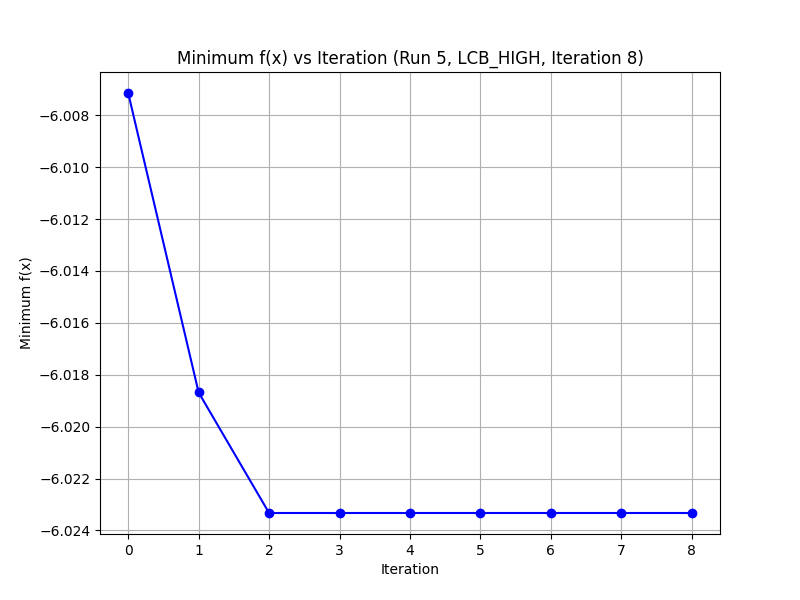 Minimum f(x) vs Iteration (Run 5, LCB_HIGH, Iteration 8)
Minimum f(x)
−6.008
−6.010
−6.012
−6.014
−6.016
−6.018
−6.020
−6.022
−6.024
0 1 2 3 4 5 6 7 8
Iteration